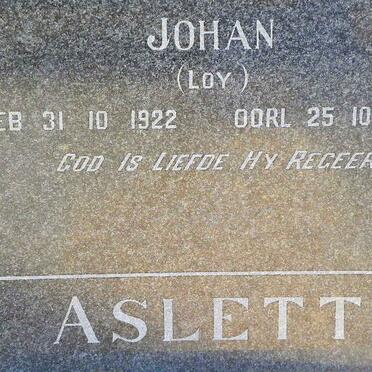 JOHAN
(LOY)
EB 31 10 1922 OORL 25 10
GOD IS LIEFDE HY REGEER
ASLETT